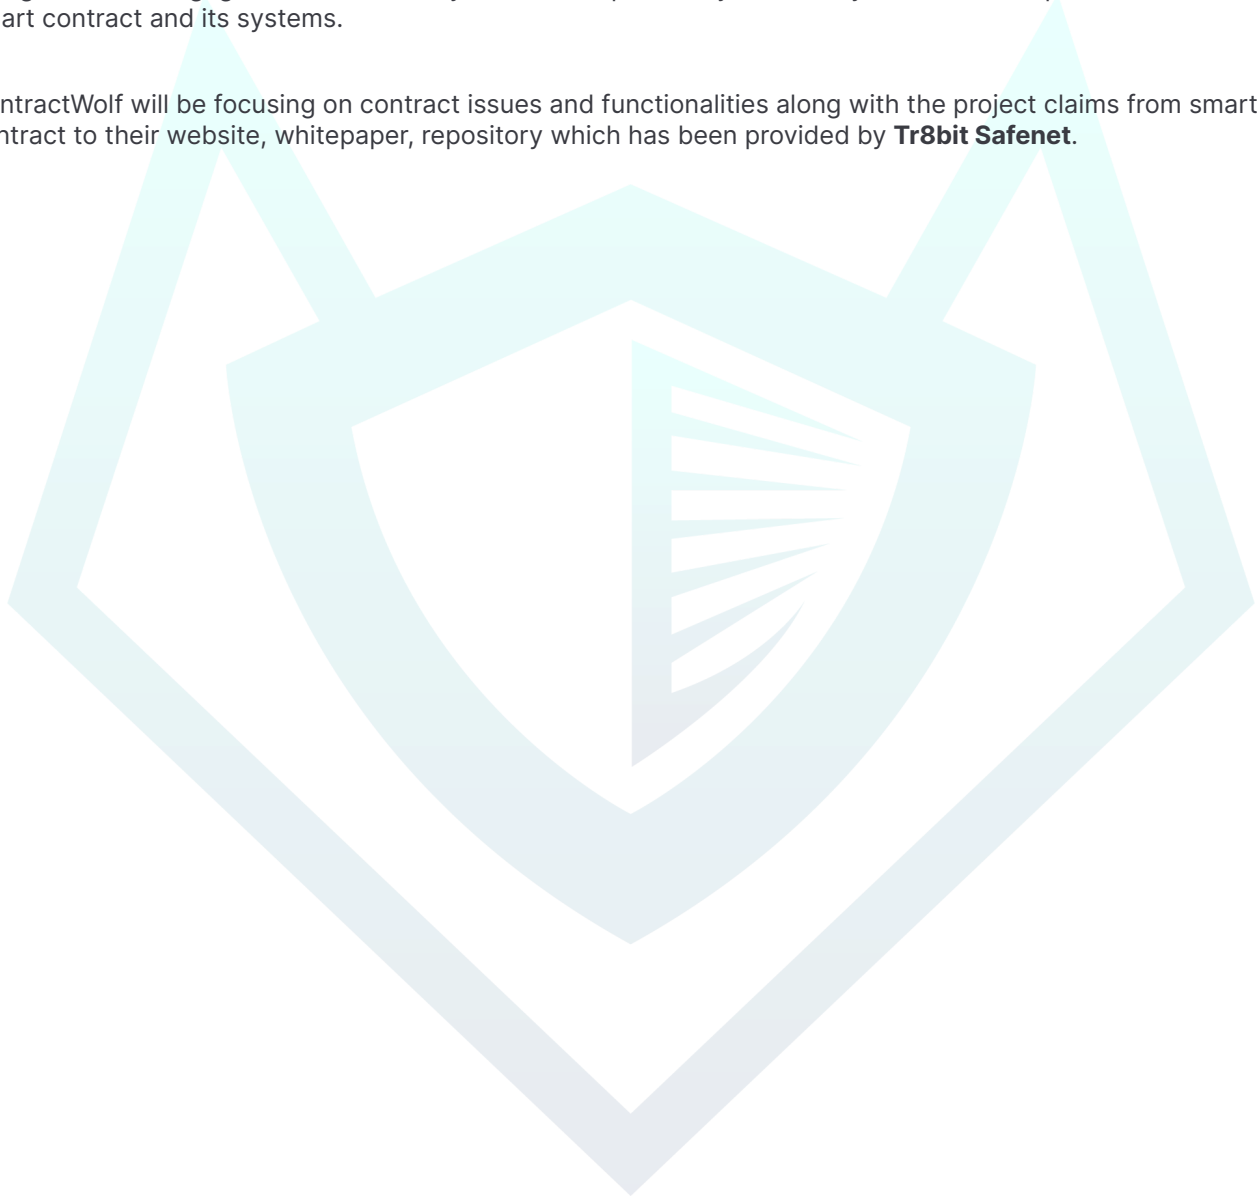 art contract and its systems.
ntractWolf will be focusing on contract issues and functionalities along with the project claims from smart
ntract to their website, whitepaper, repository which has been provided by Tr8bit Safenet.